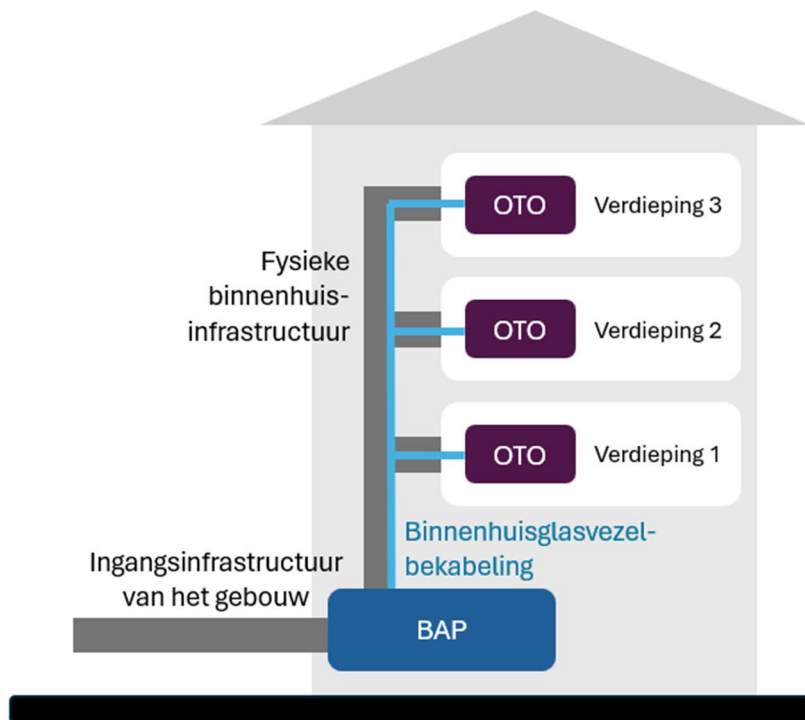 OTO Verdieping 3
Fysieke
binnenhuis-
infrastructuur
OTO Verdieping 2
OTO Verdieping 1
Binnenhuisglasvezel-
bekabeling
Ingangsinfrastructuur
van het gebouw
BAP